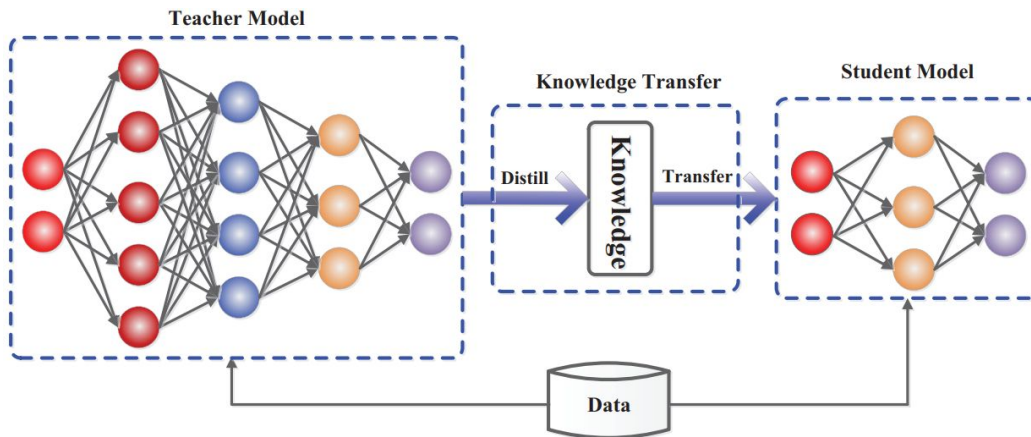 Teacher Model
Knowledge Transfer
Student Model
Distill
Knowledge
Transfer
Data